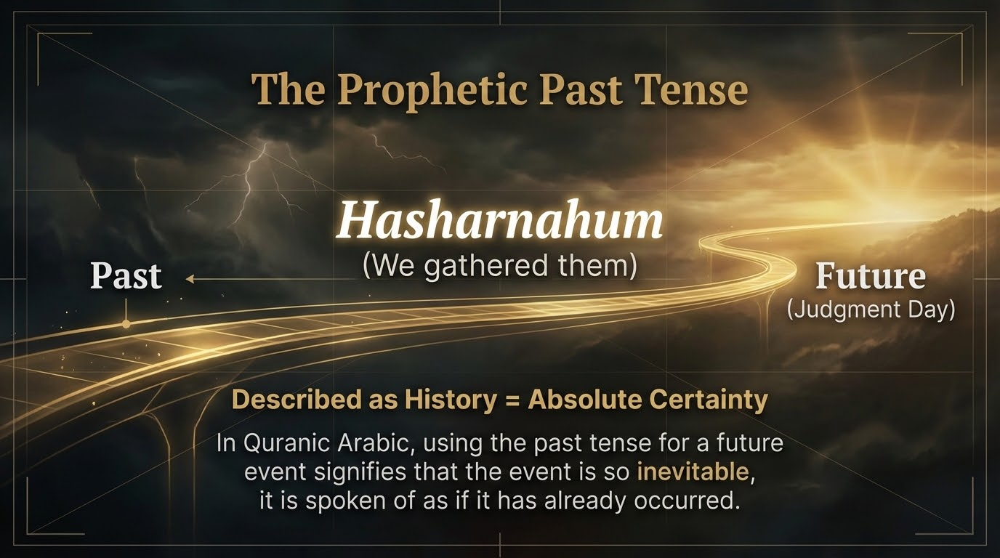 The Prophetic Past Tense
Hasharnahum
(We gathered them)
Past
Future
(Judgment Day)
Described as History = Absolute Certainty
In Quranic Arabic, using the past tense for a future
event signifies that the event is so inevitable,
it is spoken of as if it has already occurred.